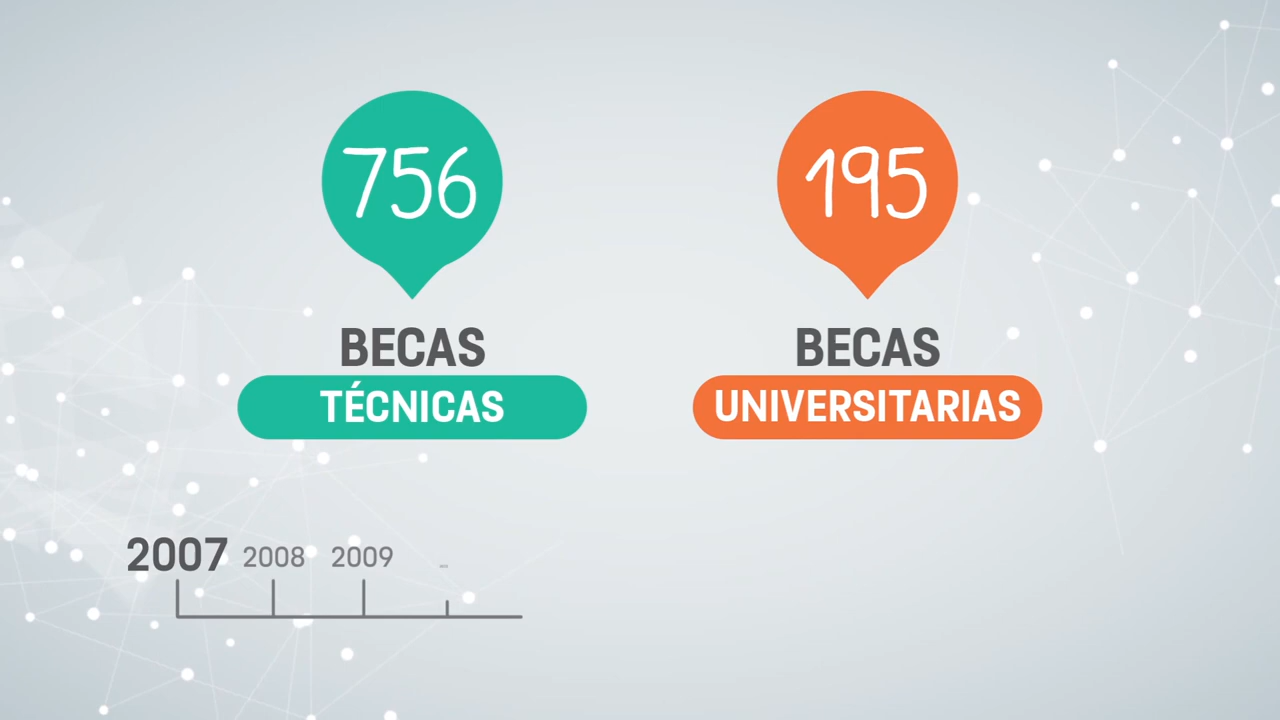 756
195
BECAS
TÉCNICAS
BECAS
UNIVERSITARIAS
2007 2008 2009